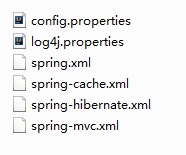 config.properties
log4j.properties
spring.xml
spring-cache.xml
spring-hibernate.xml
spring-mvc.xml